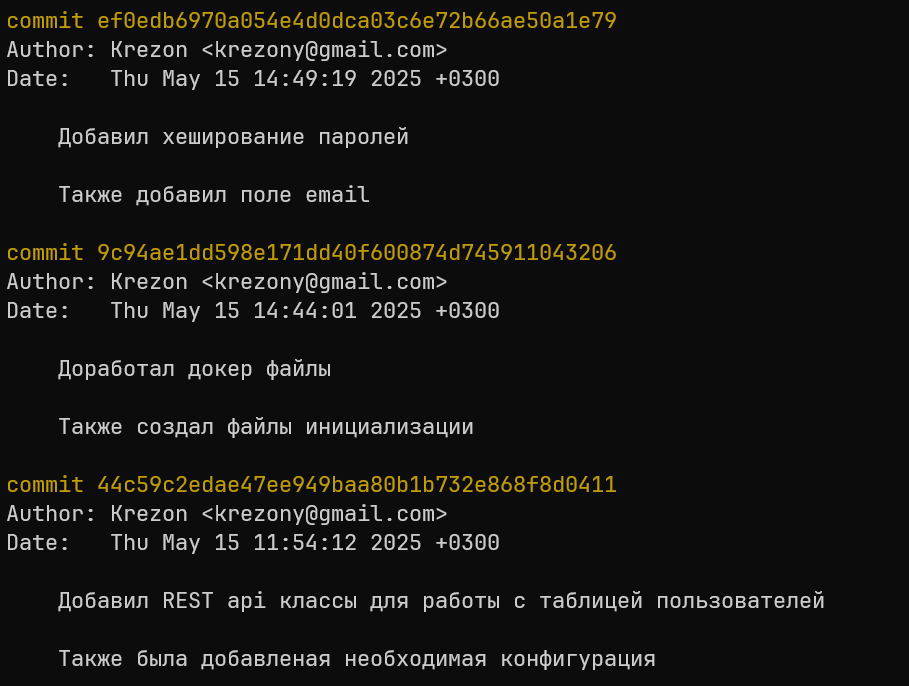 commit ef0edb6970a054e4d0dca03c6e72b66ae50a1e79
Author: Krezon <krezony@gmail.com>
Date:   Thu May 15 14:49:19 2025 +0300
Добавил хеширование паролей
Также добавил поле email
commit 9c94ae1dd598e171dd40f600874d745911043206
Author: Krezon <krezony@gmail.com>
Date:   Thu May 15 14:44:01 2025 +0300
Доработал докер файлы
Также создал файлы инициализации
commit 44c59c2edae47ee949baa80b1b732e868f8d0411
Author: Krezon <krezony@gmail.com>
Date:   Thu May 15 11:54:12 2025 +0300
Добавил REST api классы для работы с таблицей пользователей
Также была добавленая необходимая конфигурация